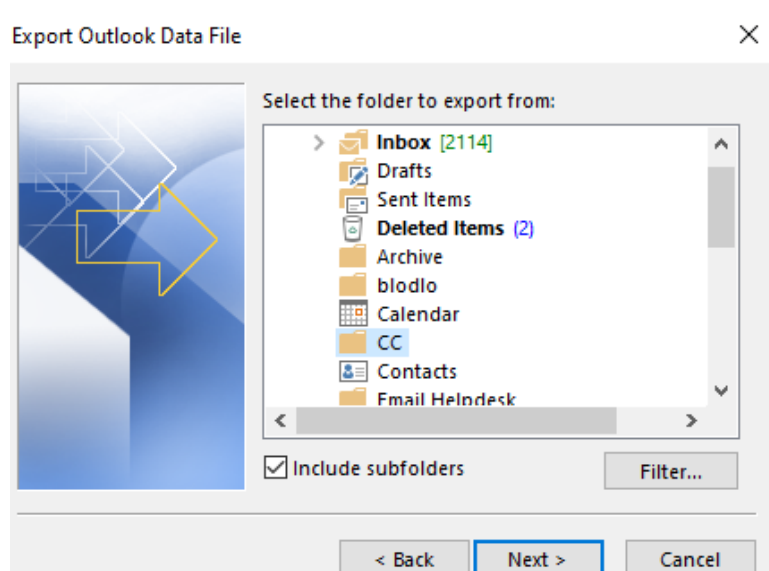 Export Outlook Data File
Select the folder to export from:
Inbox [2114]
Drafts
Sent Items
Deleted Items (2)
Archive
blodlo
Calendar
CC
Contacts
Email Helpdesk
Include subfolders
Filter...
< Back
Next >
Cancel